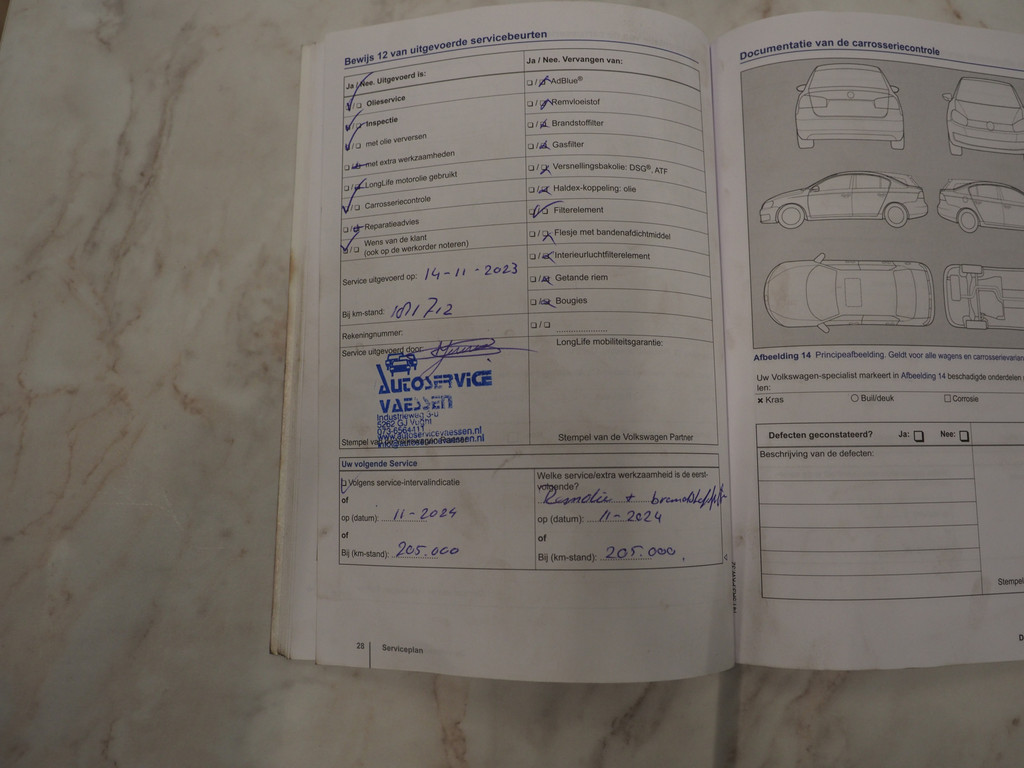 Bewijs 12 van uitgevoerde servicebeurten
Ja / Nee. Uitgevoerd is:
Olieservice
Inspectie
met olie verversen
met extra werkzaamheden
LongLife motorolie gebruikt
Carrosseriecontrole
Reparatieadvies
Wens van de klant
(ook op de werkorder noteren)
Service uitgevoerd op: 14-11-2023
Bij km-stand: 181712
Rekeningnummer:
Service uitgevoerd door:
AUTOSERVICE
VAESSEN
Industrieweg
5262 GJ Vught
www.autoservicevaessen.nl
Stempel van
Ja / Nee. Vervangen van:
AdBlue®
Remvloeistof
Brandstoffilter
Gasfilter
Versnellingsbakolie: DSG®, ATF
Haldex-koppeling: olie
Filterelement
Flesje met bandenafdichtmiddel
Interieurluchtfilterelement
Getande riem
Bougies
LongLife mobiliteitsgarantie:
Stempel van de Volkswagen Partner
Uw volgende Service
Volgens service-intervalindicatie
of
op (datum): 11-2024
of
Bij (km-stand): 205.000
Welke service/extra werkzaamheid is de eerst-
volgende?
op (datum): 11-2024
of
Bij (km-stand): 205.000
28 Serviceplan
Documentatie van de carrosseriecontrole
Afbeelding 14 Principeafbeelding. Geldt voor alle wagens en
Uw Volkswagen-specialist markeert in Afbeelding 14 beschadigde onderdelen
len:
× Kras
Buil/deuk
Corrosie
Defecten geconstateerd? Ja: Nee:
Beschrijving van de defecten:
Stempel